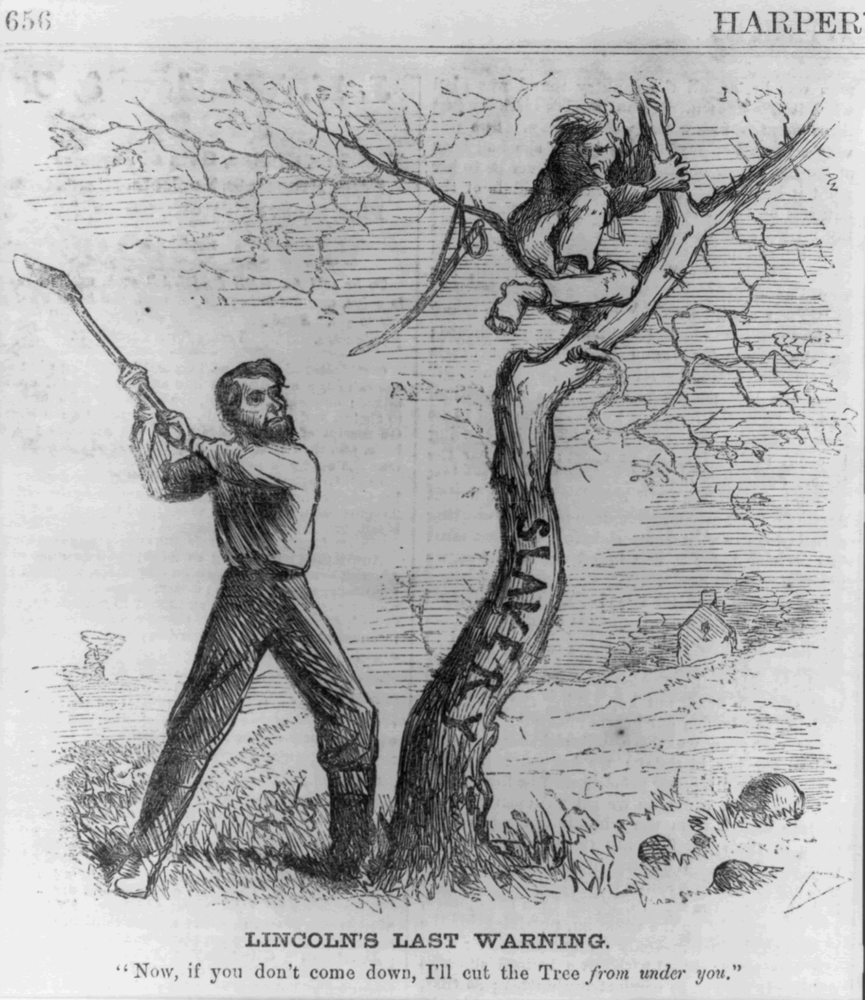 656
HARPER'
SLAVERY
LINCOLN'S LAST WARNING.
"Now, if you don't come down, I'll cut the Tree from under you."